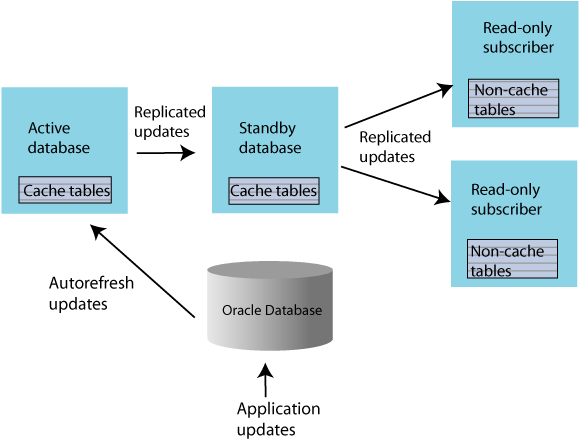 Read-only
subscriber
Non-cache
tables
Active
database
Cache tables
Replicated
updates
Standby
database
Cache tables
Replicated
updates
Read-only
subscriber
Non-cache
tables
Autorefresh
updates
Oracle Database
Application
updates